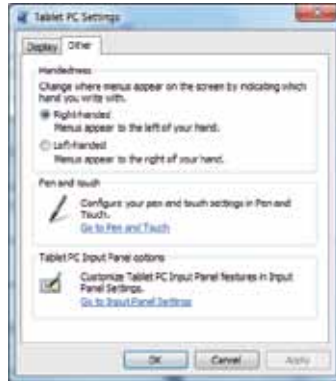 Tablet PC Settings
Display Other
Handedness
Change where menus appear on the screen by indicating which
hand you write with.
Right-handed
Menus appear to the left of your hand.
Left-handed
Menus appear to the right of your hand.
Pen and touch
Configure your pen and touch settings in Pen and
Touch.
Go to Pen and Touch
Tablet PC Input Panel options
Customize Tablet PC Input Panel features in Input
Panel Settings.
Go to Input Panel Settings
OK Cancel Apply